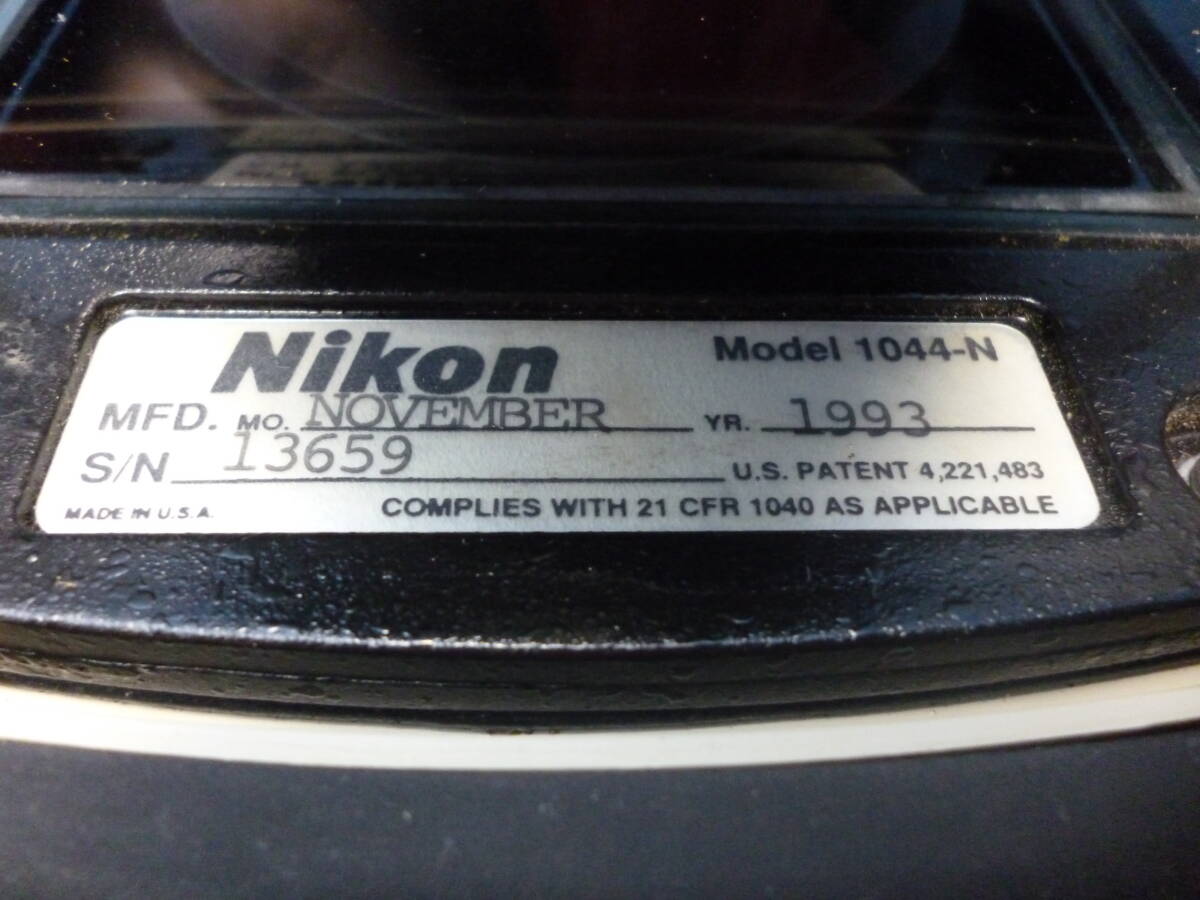 Nikon Model 1044-N
MFD. MO. NOVEMBER YR. 1993
S/N 13659 U.S. PATENT 4,221,483
MADE IN U.S.A. COMPLIES WITH 21 CFR 1040 AS APPLICABLE